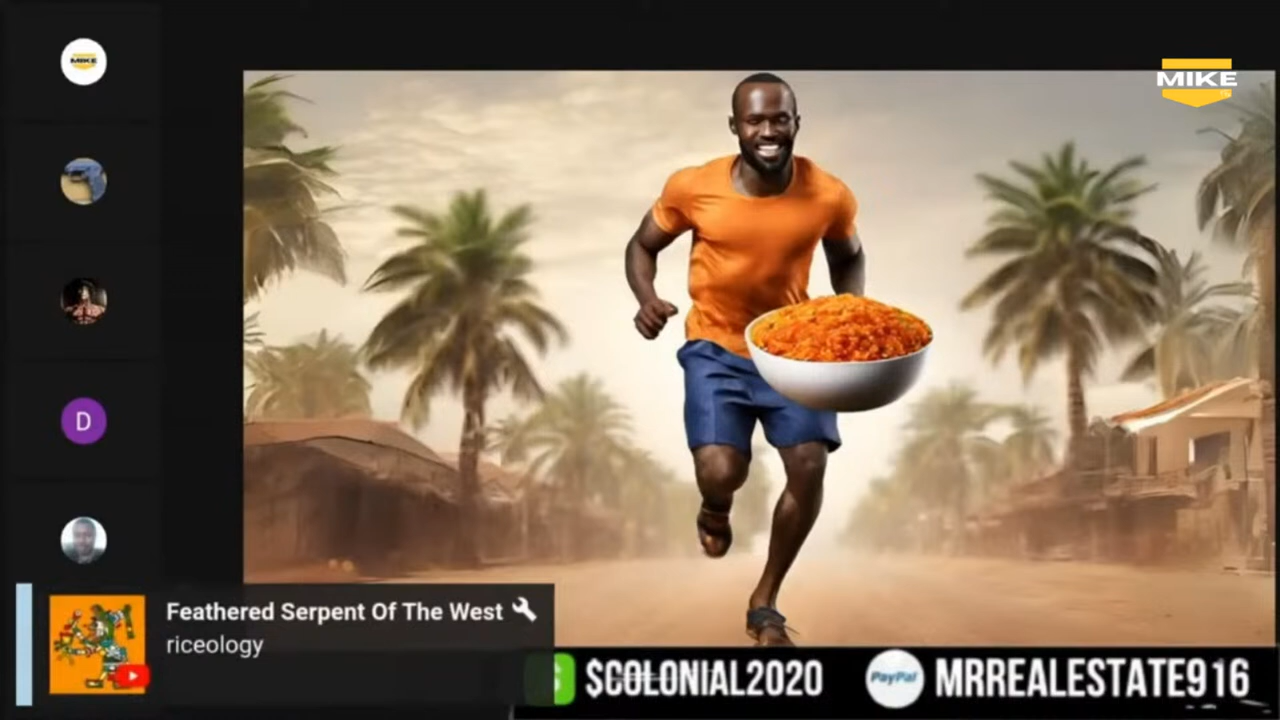 MIKE
MIKE
D
Feathered Serpent Of The West
riceology
$COLONIAL2020
PayPal
MRREALESTATE916